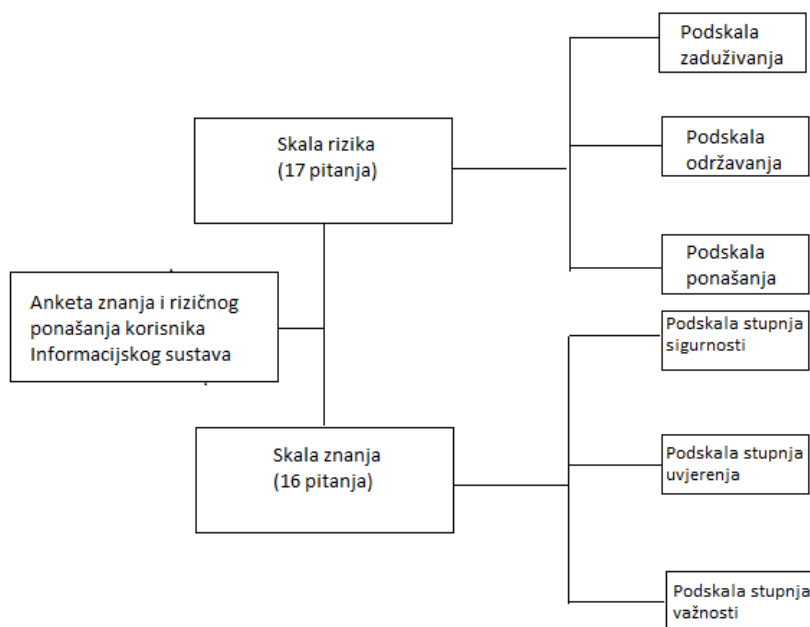 Podskala
zaduživanja
Skala rizika
(17 pitanja)
Podskala
održavanja
Podskala
ponašanja
Anketa znanja i rizičnog
ponašanja korisnika
Informacijskog sustava
Podskala stupnja
sigurnosti
Skala znanja
(16 pitanja)
Podskala stupnja
uvjerenja
Podskala stupnja
važnosti